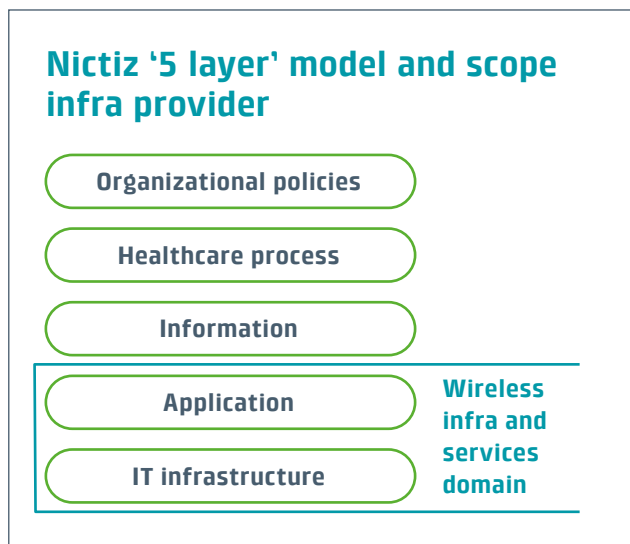 Nictiz ‘5 layer’ model and scope
infra provider
Organizational policies
Healthcare process
Information
Application
IT infrastructure
Wireless
infra and
services
domain